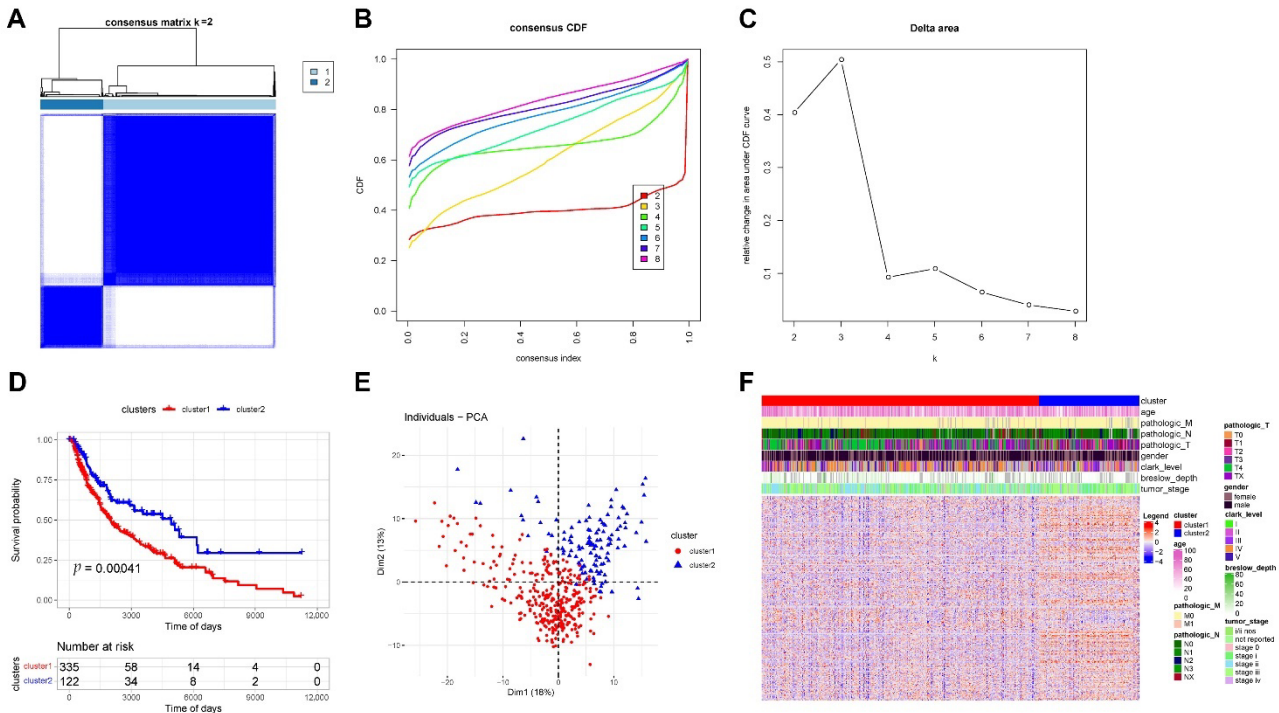 A
consensus matrix k=2
1
2
B
consensus CDF
CDF
1.0
0.8
0.6
0.4
0.2
0.0
2
3
4
5
6
7
8
0.0
0.2
0.4
0.6
0.8
1.0
consensus index
C
Delta area
relative change in area under CDF curve
0.5
0.4
0.3
0.2
0.1
2
3
4
5
6
7
8
k
D
clusters cluster1 cluster2
Survival probability
1.00
0.75
0.50
0.25
0.00
p = 0.00041
0 3000 6000 9000 12000
Time of days
Number at risk
clusters
cluster1 335 58 14 4 0
cluster2 122 34 8 2 0
0 3000 6000 9000 12000
Time of days
E
Individuals − PCA
Dim2 (13%)
20
10
0
−10
−20
−10
0
10
Dim1 (16%)
cluster
cluster1
cluster2
F
cluster
age
pathologic_M
pathologic_N
pathologic_T
gender
clark_level
breslow_depth
tumor_stage
Legend
4
2
0
−2
−4
cluster
cluster1
cluster2
age
100
80
60
40
20
0
pathologic_M
M0
M1
pathologic_N
N0
N1
N2
N3
NX
pathologic_T
T0
T1
T2
T3
T4
TX
gender
female
male
clark_level
I
II
III
IV
V
breslow_depth
80
60
40
20
0
tumor_stage
i/ii nos
not reported
stage 0
stage i
stage ii
stage iii
stage iv